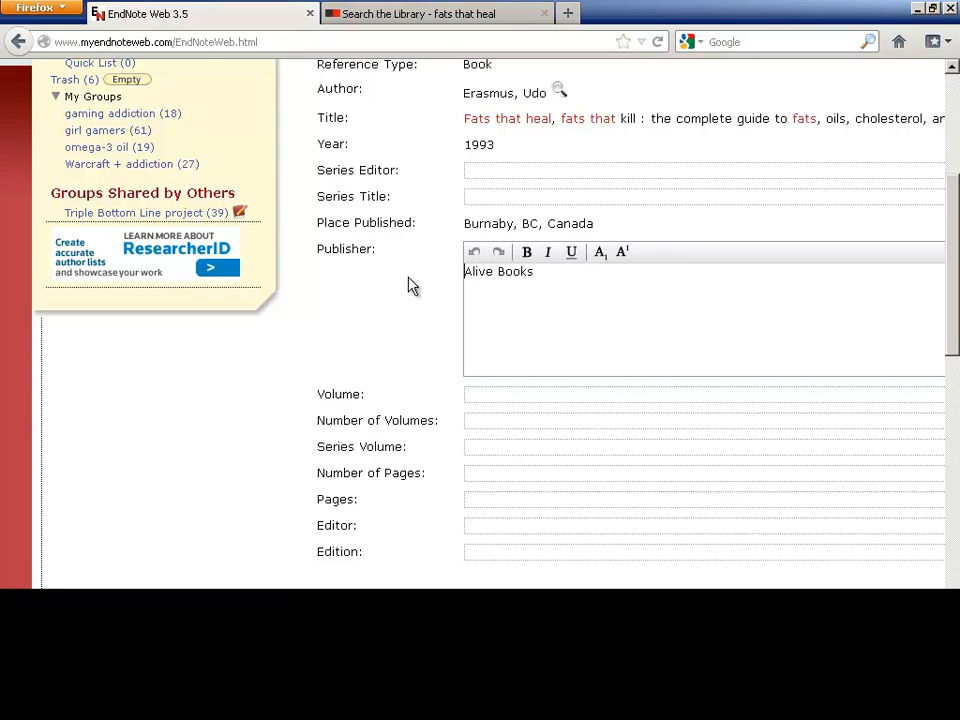 Firefox
EndNote Web 3.5
Search the Library - fats that heal
www.myendnoteweb.com/EndNoteWeb.html
Google
Quick List (0)
Trash (6) Empty
My Groups
gaming addiction (18)
girl gamers (61)
omega-3 oil (19)
Warcraft + addiction (27)
Groups Shared by Others
Triple Bottom Line project (39)
Create
accurate
author lists
and showcase your work
LEARN MORE ABOUT
ResearcherID
>
Reference Type: Book
Author: Erasmus, Udo
Title: Fats that heal, fats that kill : the complete guide to fats, oils, cholesterol, an
Year: 1993
Series Editor:
Series Title:
Place Published: Burnaby, BC, Canada
Publisher:
B I U A₁ A¹
Alive Books
Volume:
Number of Volumes:
Series Volume:
Number of Pages:
Pages:
Editor:
Edition: